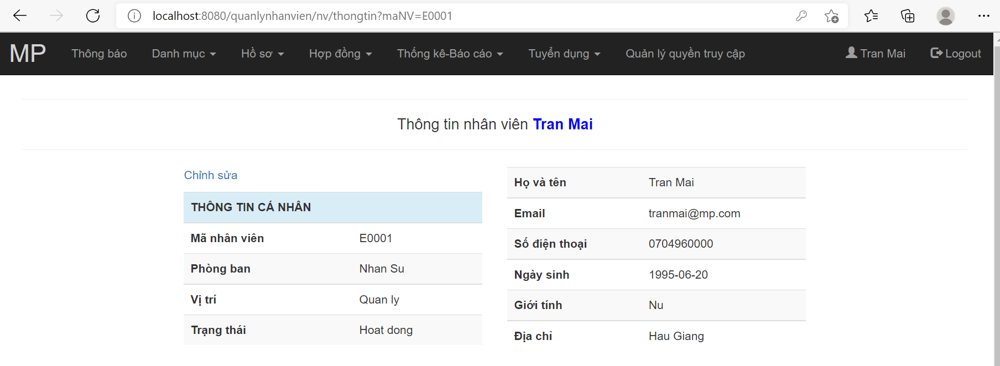 localhost:8080/quanlynhanvien/nv/thongtin?maNV=E0001
MP Thông báo Danh mục Hồ sơ Hợp đồng Thống kê-Báo cáo Tuyển dụng Quản lý quyền truy cập Tran Mai Logout
Thông tin nhân viên Tran Mai
Chỉnh sửa
THÔNG TIN CÁ NHÂN
Mã nhân viên E0001
Phòng ban Nhan Su
Vị trí Quan ly
Trạng thái Hoat dong
Họ và tên Tran Mai
Email tranmai@mp.com
Số điện thoại 0704960000
Ngày sinh 1995-06-20
Giới tính Nu
Địa chỉ Hau Giang